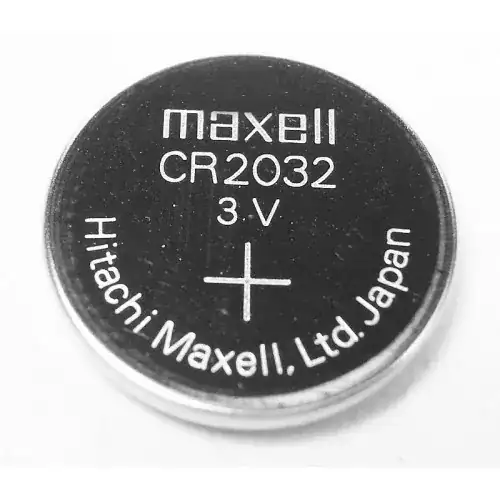 maxell
CR2032
3 V
+
Hitachi Maxell, Ltd. Japan